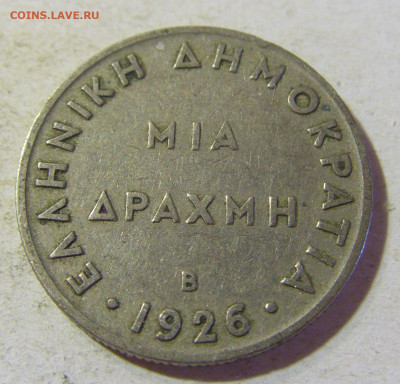 COINS.LAVE.RU
ΕΛΛΗΝΙΚΗ ΔΗΜΟΚΡΑΤΙΑ
ΜΙΑ
ΔΡΑΧΜΗ
B
· 1926 ·